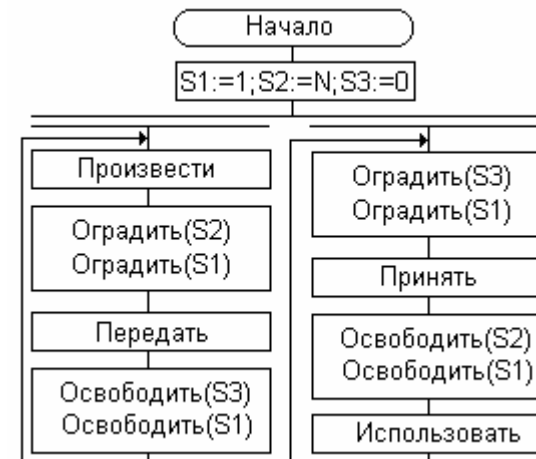 Начало
S1:=1;S2:=N;S3:=0
Произвести
Оградить(S2)
Оградить(S1)
Передать
Освободить(S3)
Освободить(S1)
Оградить(S3)
Оградить(S1)
Принять
Освободить(S2)
Освободить(S1)
Использовать